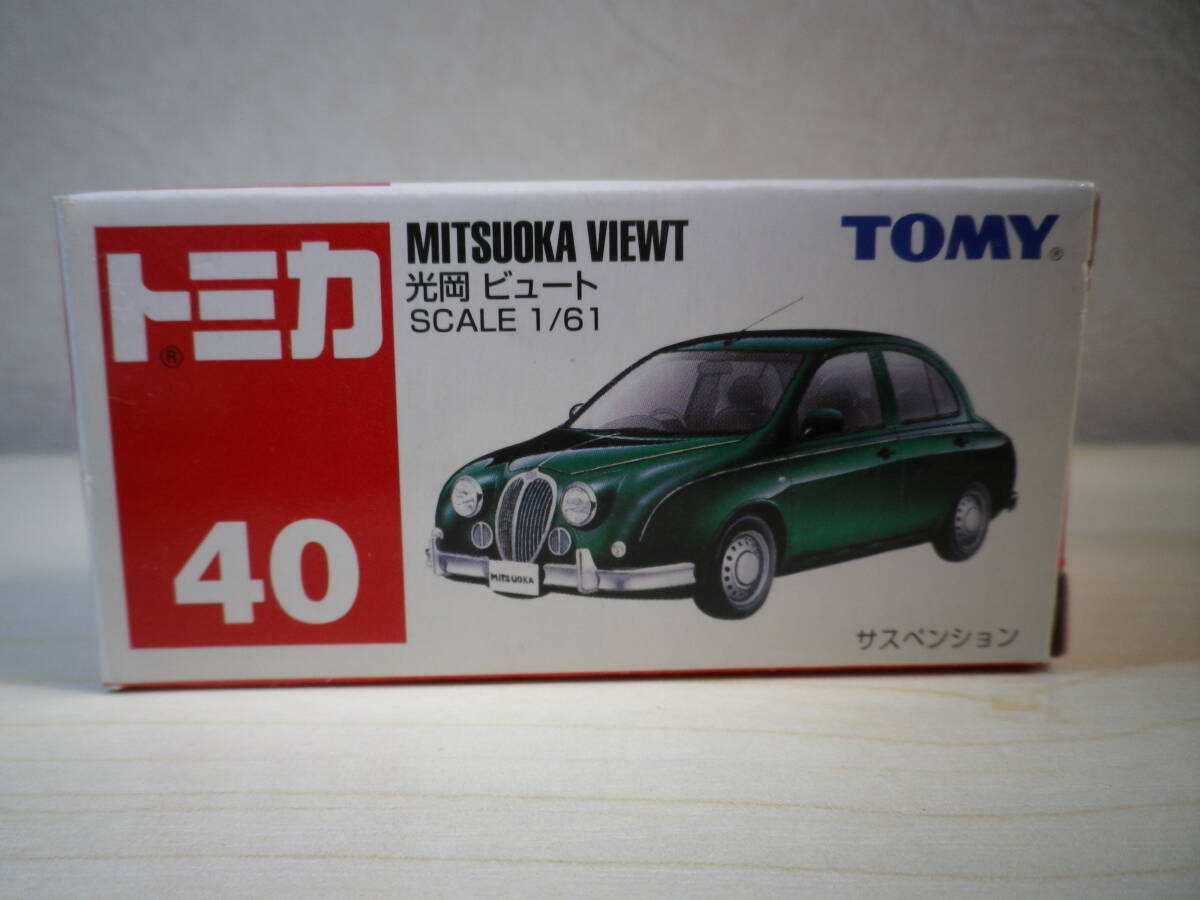 トミカ®
40
MITSUOKA VIEWT
光岡 ビュート
SCALE 1/61
TOMY®
MITSUOKA
サスペンション